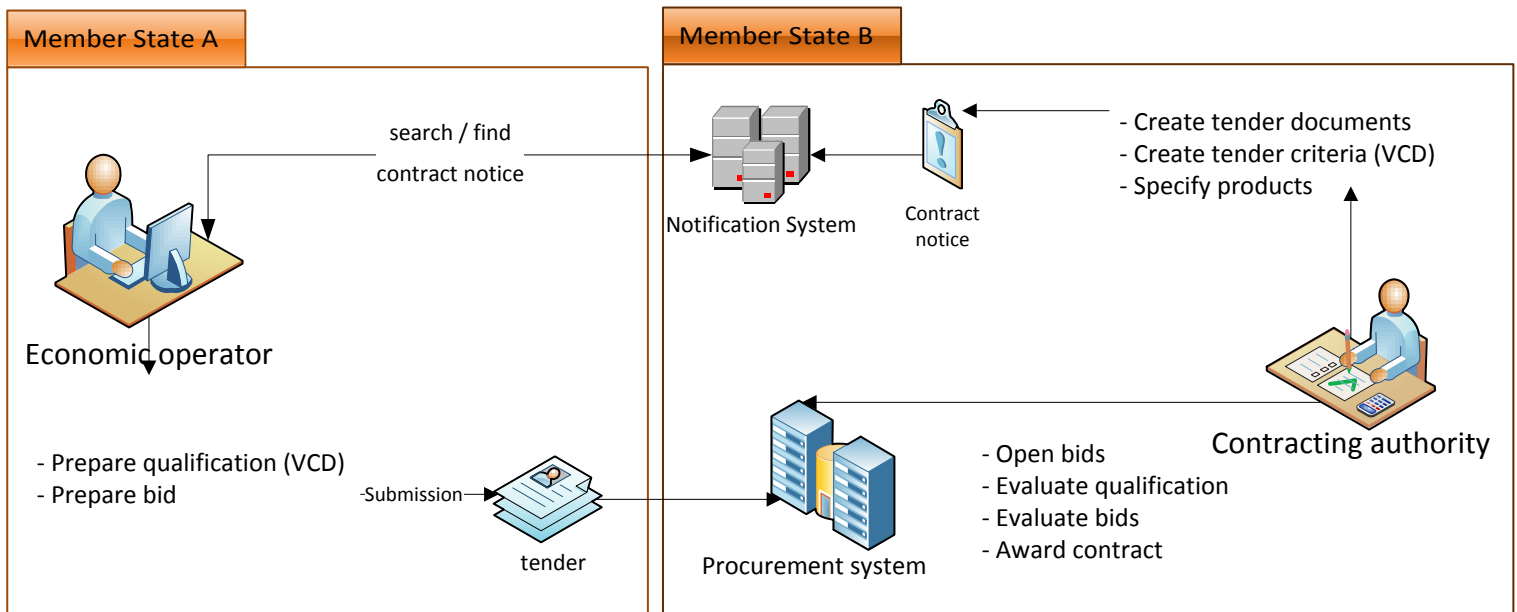 Member State A
Member State B
search / find
contract notice
Notification System
Contract
notice
- Create tender documents
- Create tender criteria (VCD)
- Specify products
Economic operator
Contracting authority
- Prepare qualification (VCD)
- Prepare bid
Submission
tender
Procurement system
- Open bids
- Evaluate qualification
- Evaluate bids
- Award contract